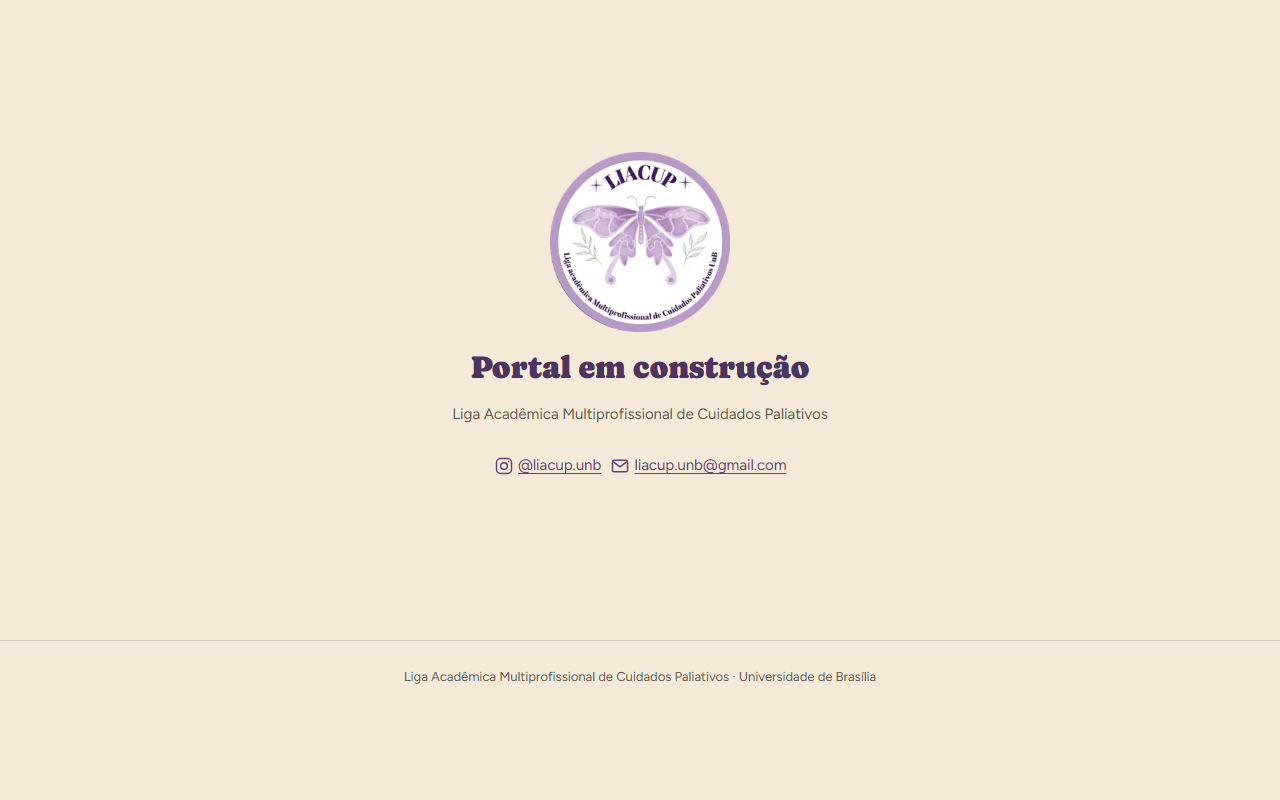 LIACUP
Liga acadêmica Multiprofissional de Cuidados Paliativos UnB
Portal em construção
Liga Acadêmica Multiprofissional de Cuidados Paliativos
@liacup.unb liacup.unb@gmail.com
Liga Acadêmica Multiprofissional de Cuidados Paliativos · Universidade de Brasília